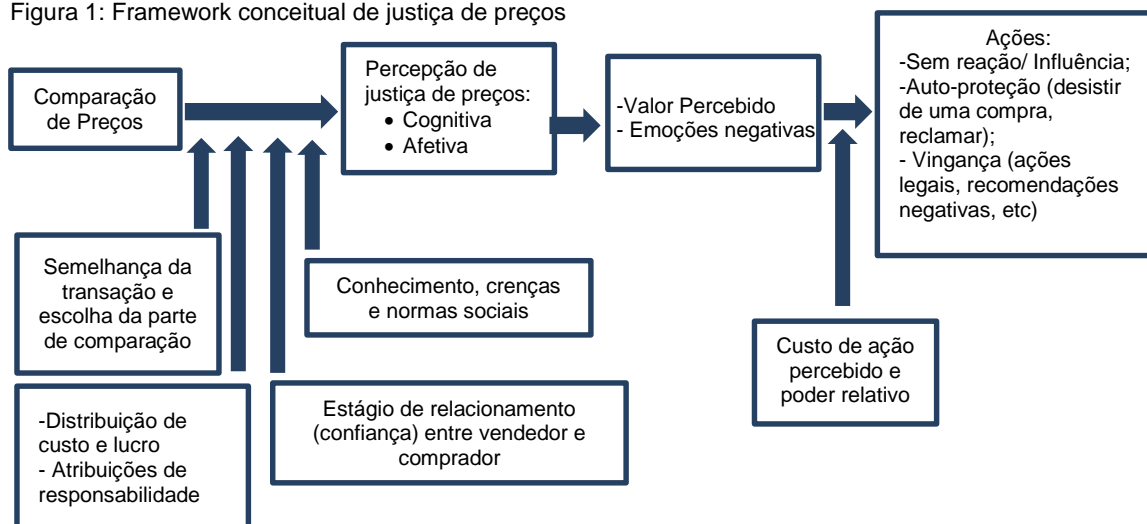 Figura 1: Framework conceitual de justiça de preços
Comparação
de Preços
Percepção de
justiça de preços:
• Cognitiva
• Afetiva
-Valor Percebido
- Emoções negativas
Ações:
-Sem reação/ Influência;
-Auto-proteção (desistir
de uma compra,
reclamar);
- Vingança (ações
legais, recomendações
negativas, etc)
Semelhança da
transação e
escolha da parte
de comparação
Conhecimento, crenças
e normas sociais
Custo de ação
percebido e
poder relativo
-Distribuição de
custo e lucro
- Atribuições de
responsabilidade
Estágio de relacionamento
(confiança) entre vendedor e
comprador